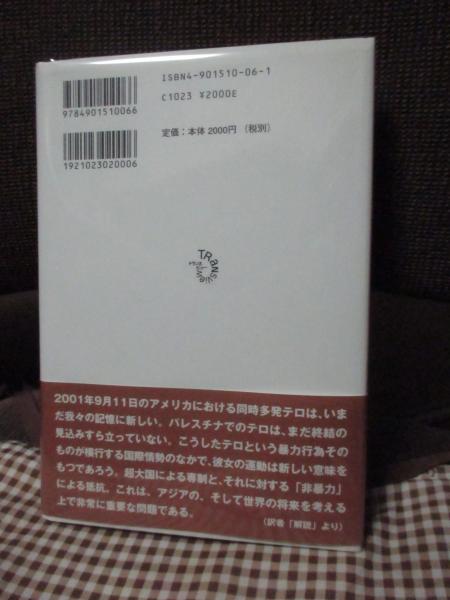 ISBN4-901510-06-1
C1023 ¥2000E
定価：本体 2000円 （税別）
9784901510066
1921023020006
TRANS
VIEW
2001年9月11日のアメリカにおける同時多発テロは、いま
だ我々の記憶に新しい。パレスチナでのテロは、まだ終結の
見込みすら立っていない。こうしたテロという暴力行為その
ものが横行する国際情勢のなかで、彼女の運動は新しい意味を
もつであろう。超大国による専制と、それに対する「非暴力」
による抵抗。これは、アジアの、そして世界の将来を考える
上で非常に重要な問題である。
（訳者「解説」より）